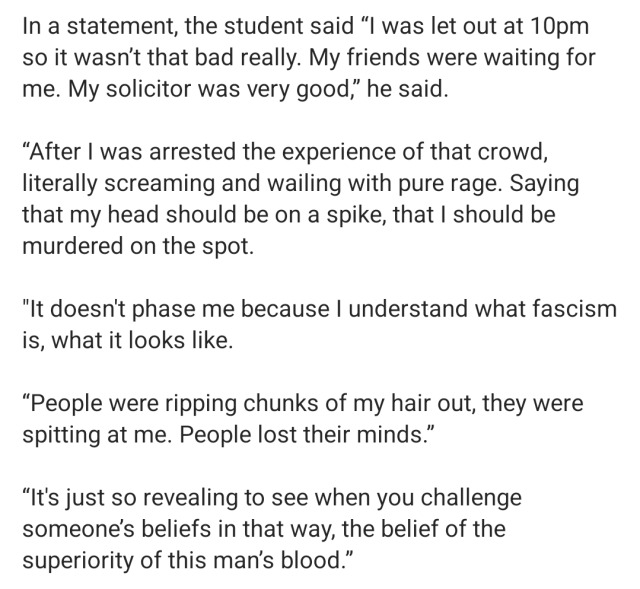 In a statement, the student said “I was let out at 10pm
so it wasn’t that bad really. My friends were waiting for
me. My solicitor was very good,” he said.
“After I was arrested the experience of that crowd,
literally screaming and wailing with pure rage. Saying
that my head should be on a spike, that I should be
murdered on the spot.
"It doesn't phase me because I understand what fascism
is, what it looks like.
“People were ripping chunks of my hair out, they were
spitting at me. People lost their minds.”
“It's just so revealing to see when you challenge
someone’s beliefs in that way, the belief of the
superiority of this man’s blood.”